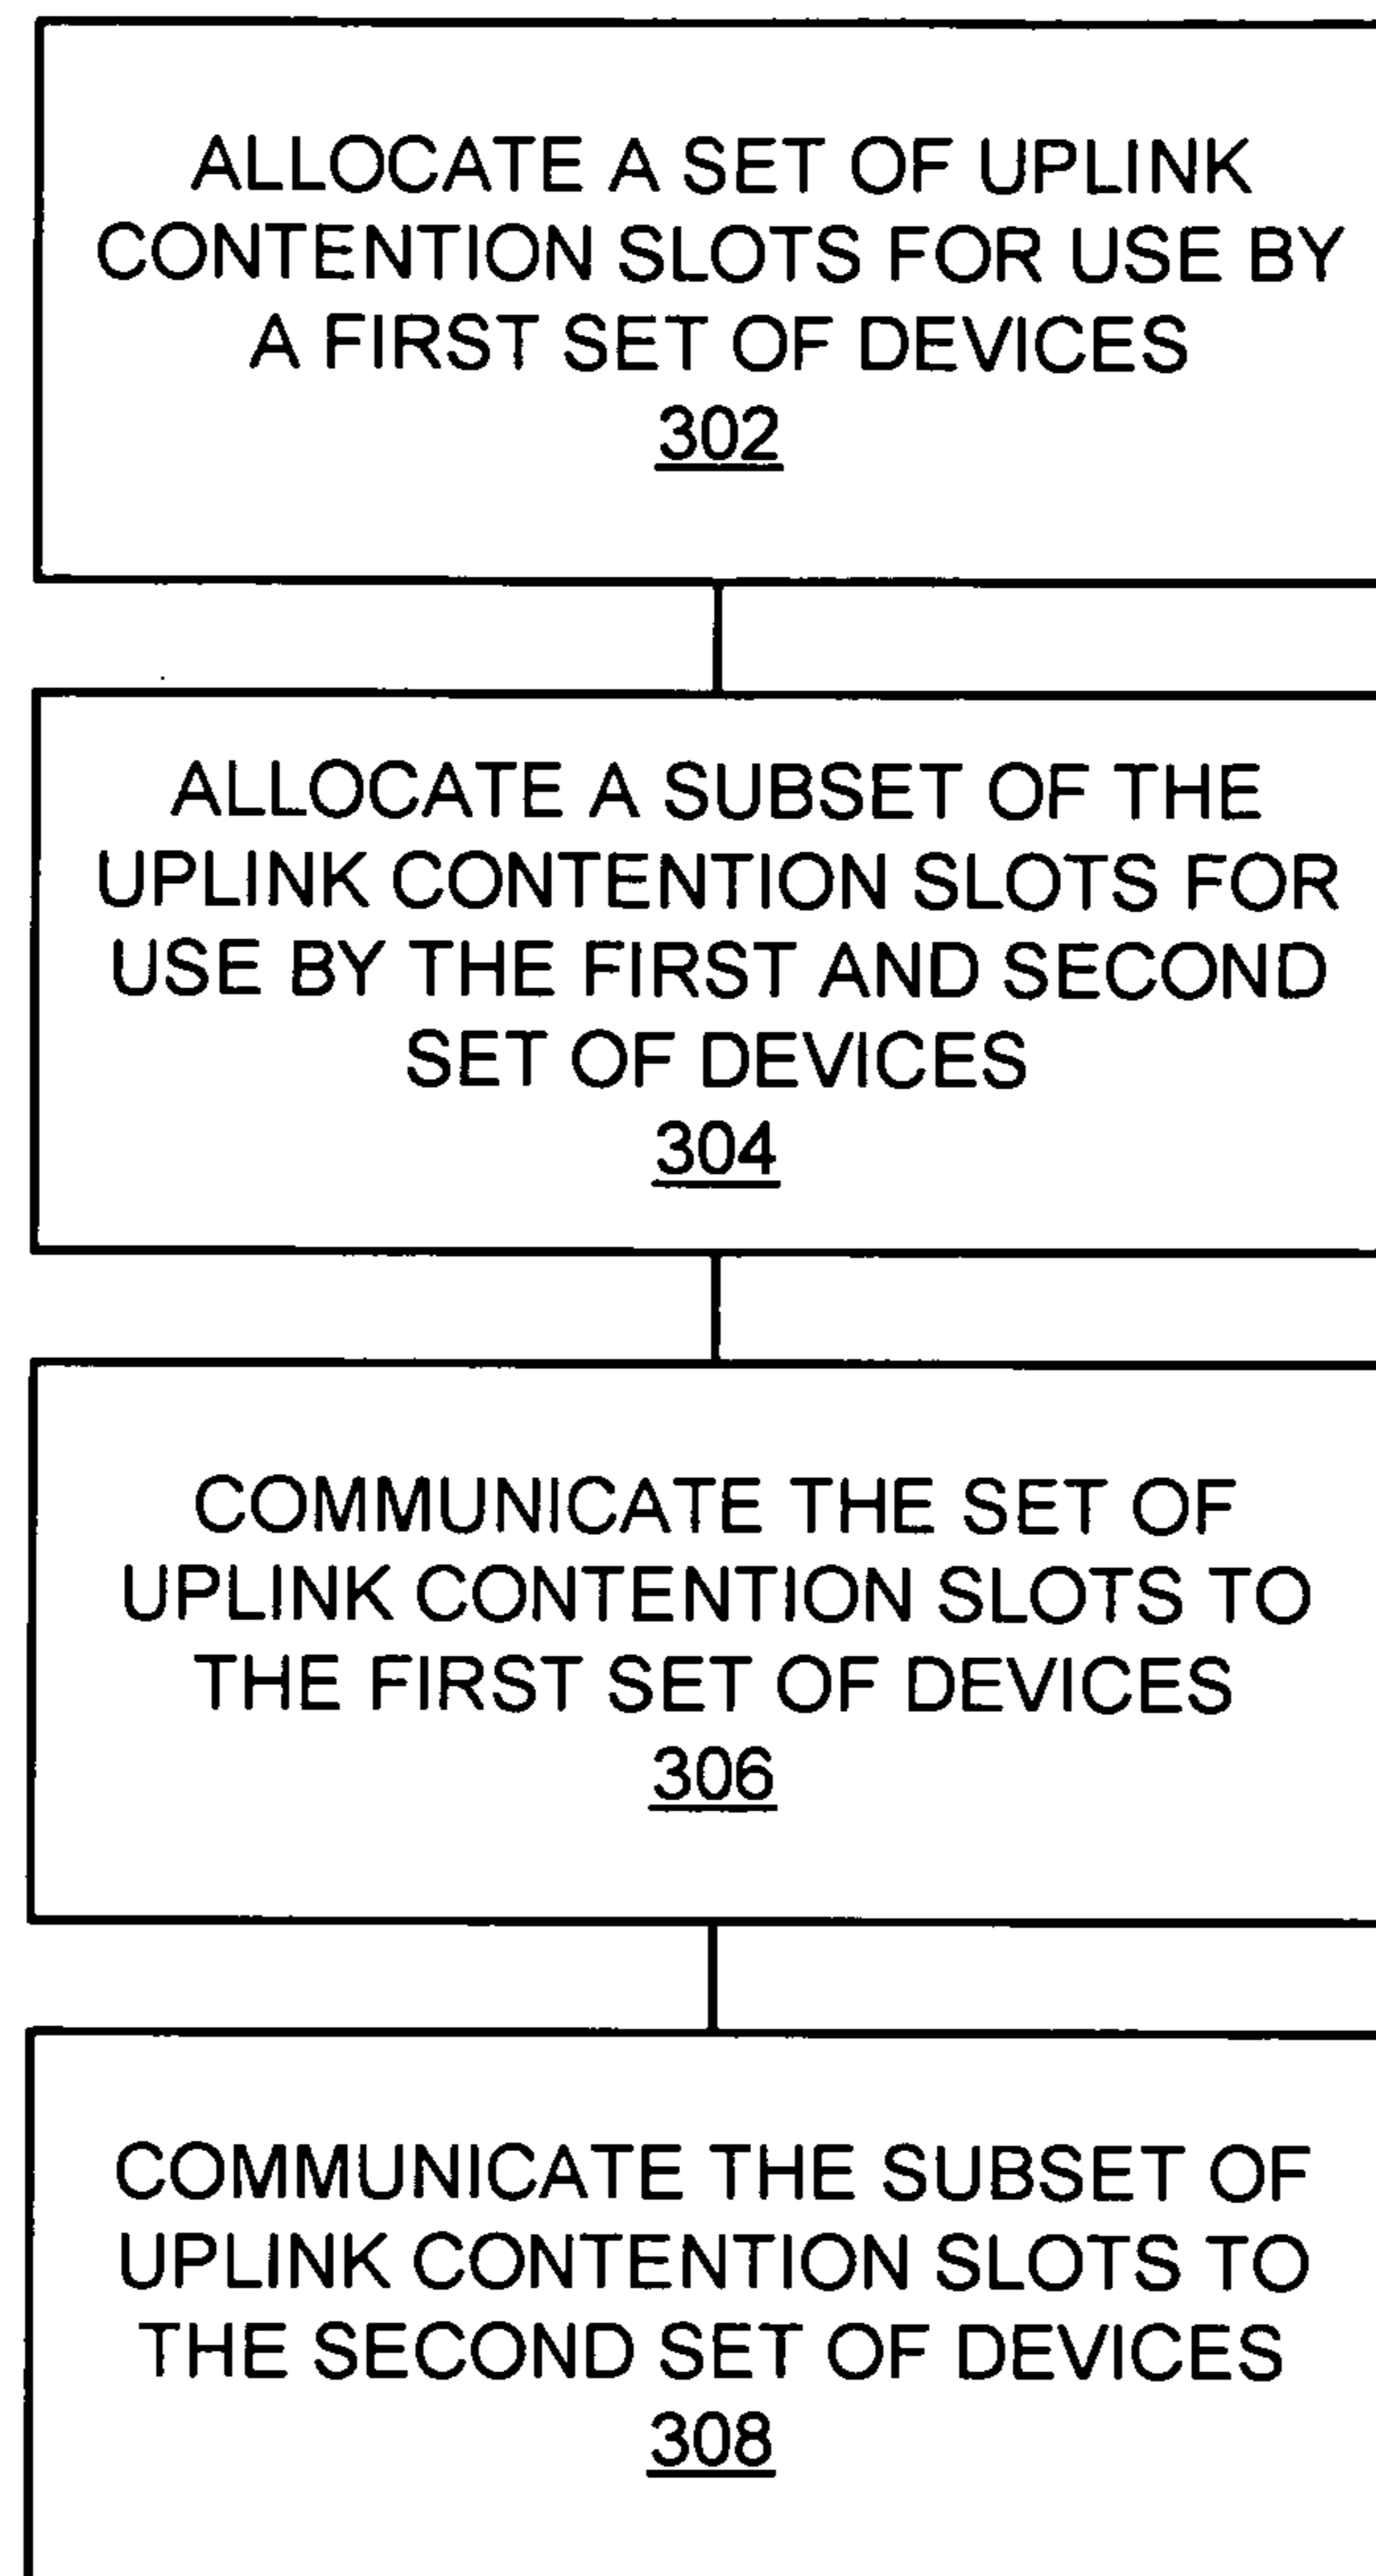 ALLOCATE A SET OF UPLINK
CONTENTION SLOTS FOR USE BY
A FIRST SET OF DEVICES
302
ALLOCATE A SUBSET OF THE
UPLINK CONTENTION SLOTS FOR
USE BY THE FIRST AND SECOND
SET OF DEVICES
304
COMMUNICATE THE SET OF
UPLINK CONTENTION SLOTS TO
THE FIRST SET OF DEVICES
306
COMMUNICATE THE SUBSET OF
UPLINK CONTENTION SLOTS TO
THE SECOND SET OF DEVICES
308